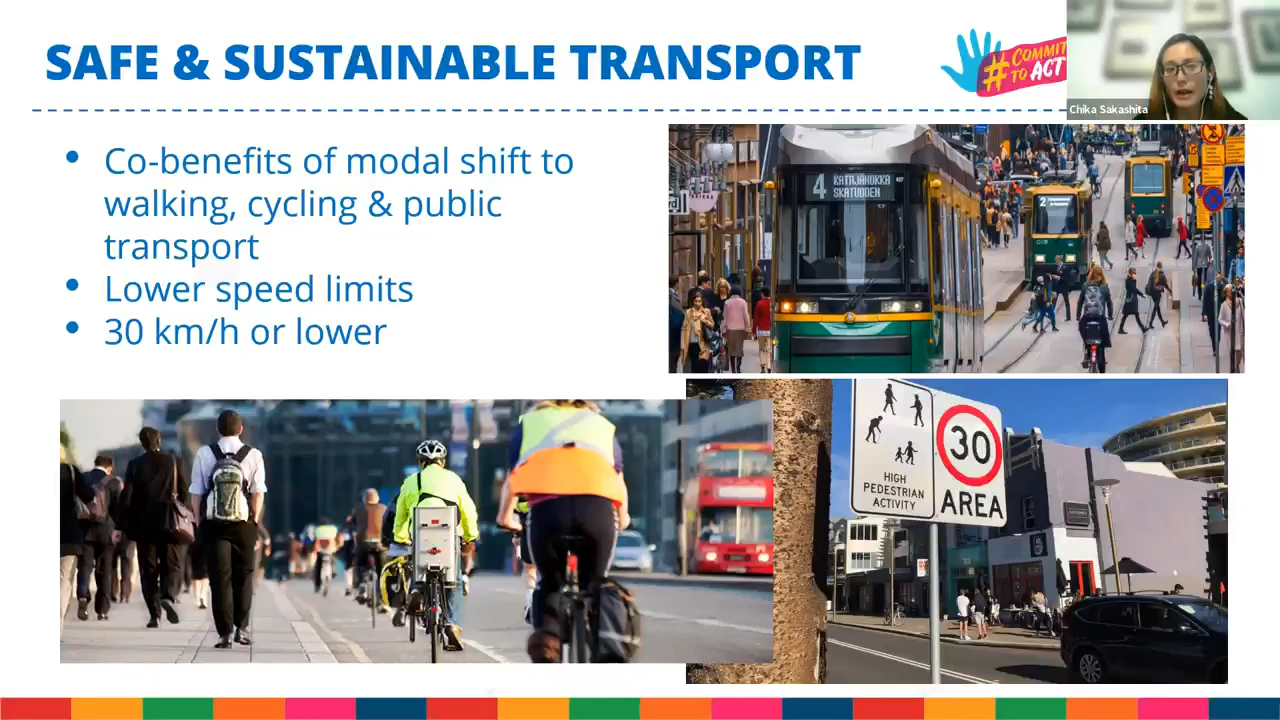 SAFE & SUSTAINABLE TRANSPORT
#COMMIT
TO ACT
Chika Sakashita
Co-benefits of modal shift to
walking, cycling & public
transport
Lower speed limits
30 km/h or lower
4 KATAJANOKKA
SKATUDDEN
2
HIGH
PEDESTRIAN
ACTIVITY
30
AREA